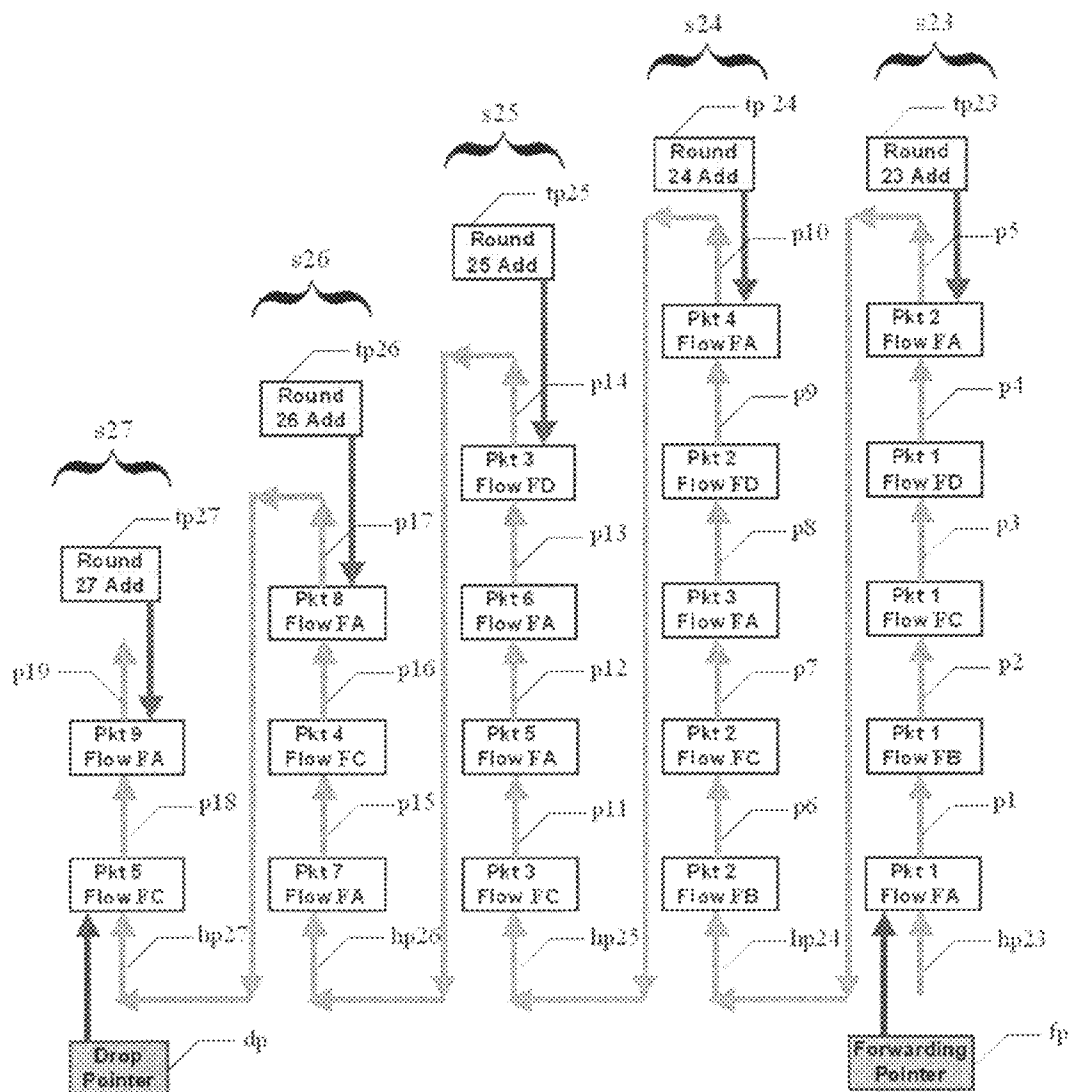 s23
s24
tp 24
tp23
s25
Round
24 Add
Round
23 Add
tp25
Round
25 Add
p10
p5
s26
tp26
Pkt 4
Flow FA
Pkt 2
Flow FA
Round
26 Add
p14
p9
p4
s27
Pkt 3
Flow FD
Pkt 2
Flow FD
Pkt 1
Flow FD
tp27
p17
p13
p8
p3
Round
27 Add
Pkt 8
Flow FA
Pkt 6
Flow FA
Pkt 3
Flow FA
Pkt 1
Flow FC
p19
p16
p12
p7
p2
Pkt 9
Flow FA
Pkt 4
Flow FC
Pkt 5
Flow FA
Pkt 2
Flow FC
Pkt 1
Flow FB
p18
p15
p11
p6
p1
Pkt 5
Flow FC
Pkt 7
Flow FA
Pkt 3
Flow FC
Pkt 2
Flow FB
Pkt 1
Flow FA
hp27
hp26
hp25
hp24
hp23
Drop
Pointer
dp
Forwarding
Pointer
fp